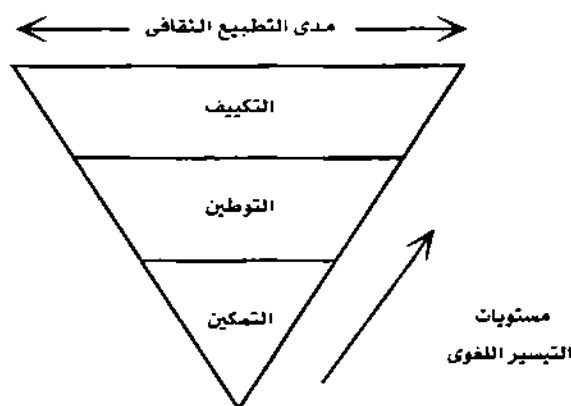 مدى التطبيع الثقافى
التكييف
التوطين
التمكين
مستويات
التيسير اللغوى